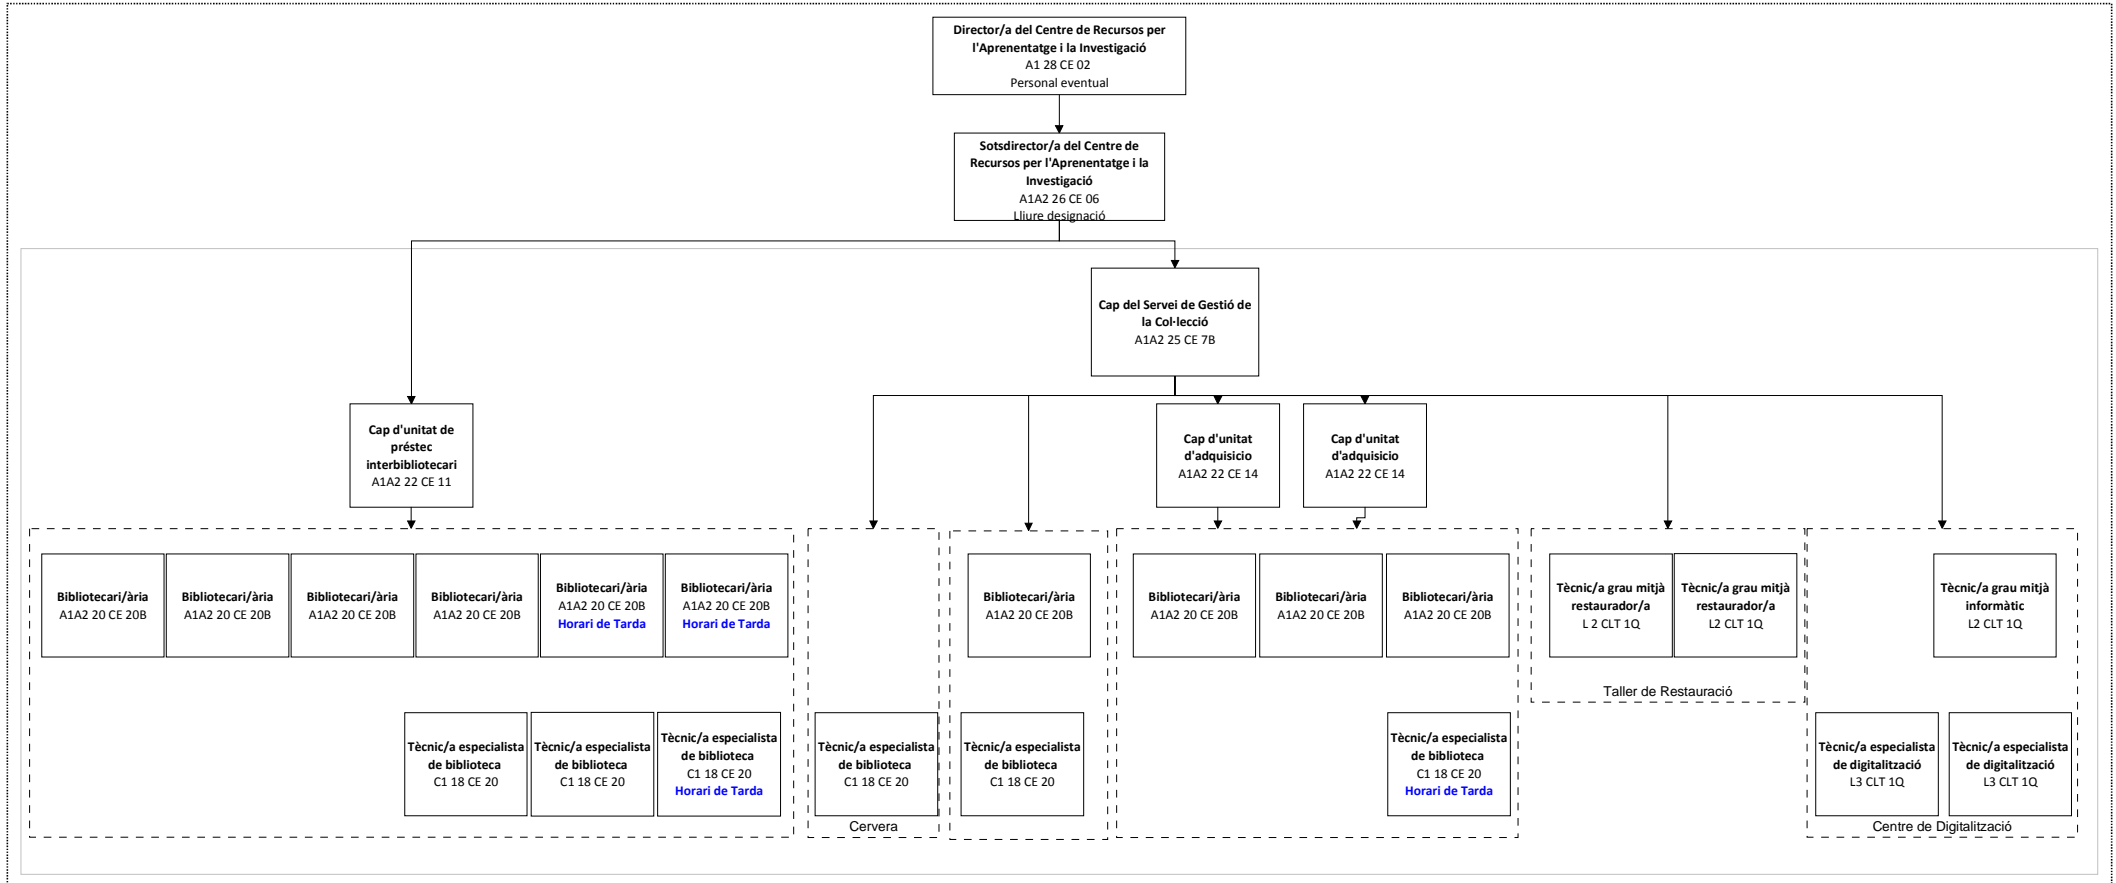 Director/a del Centre de Recursos per
l'Aprenentatge i la Investigació
A1 28 CE 02
Personal eventual
Sotsdirector/a del Centre de
Recursos per l'Aprenentatge i la
Investigació
A1A2 26 CE 06
Lliure designació
Cap del Servei de Gestió de
la Col·lecció
A1A2 25 CE 7B
Cap d'unitat de
préstec
interbibliotecari
A1A2 22 CE 11
Cap d'unitat
d'adquisicio
A1A2 22 CE 14
Cap d'unitat
d'adquisicio
A1A2 22 CE 14
Bibliotecari/ària
A1A2 20 CE 20B
Bibliotecari/ària
A1A2 20 CE 20B
Bibliotecari/ària
A1A2 20 CE 20B
Bibliotecari/ària
A1A2 20 CE 20B
Bibliotecari/ària
A1A2 20 CE 20B
Horari de Tarda
Bibliotecari/ària
A1A2 20 CE 20B
Horari de Tarda
Bibliotecari/ària
A1A2 20 CE 20B
Bibliotecari/ària
A1A2 20 CE 20B
Bibliotecari/ària
A1A2 20 CE 20B
Bibliotecari/ària
A1A2 20 CE 20B
Tècnic/a grau mitjà
restaurador/a
L 2 CLT 1Q
Tècnic/a grau mitjà
restaurador/a
L2 CLT 1Q
Tècnic/a grau mitjà
informàtic
L2 CLT 1Q
Taller de Restauració
Tècnic/a especialista
de biblioteca
C1 18 CE 20
Tècnic/a especialista
de biblioteca
C1 18 CE 20
Tècnic/a especialista
de biblioteca
C1 18 CE 20
Horari de Tarda
Tècnic/a especialista
de biblioteca
C1 18 CE 20
Tècnic/a especialista
de biblioteca
C1 18 CE 20
Tècnic/a especialista
de biblioteca
C1 18 CE 20
Horari de Tarda
Tècnic/a especialista
de digitalització
L3 CLT 1Q
Tècnic/a especialista
de digitalització
L3 CLT 1Q
Cervera
Centre de Digitalització